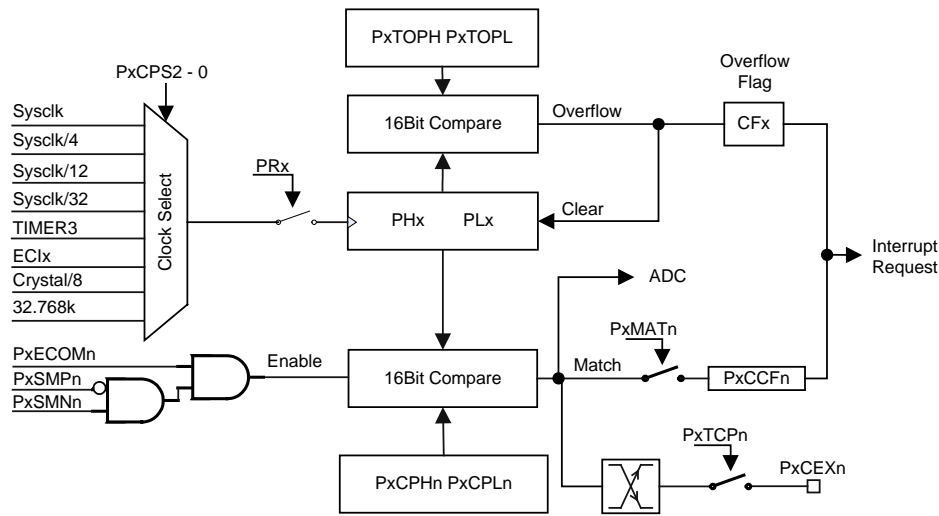 PxTOPH PxTOPL
PxCPS2 - 0
Overflow
Flag
Sysclk
16Bit Compare
Overflow
CFx
Sysclk/4
Sysclk/12
PRx
Sysclk/32
Clock Select
PHx PLx
Clear
TIMER3
ECIx
Interrupt
Request
Crystal/8
ADC
32.768k
PxMATn
PxECOMn
Enable
16Bit Compare
Match
PxCCFn
PxSMPn
PxSMNn
PxTCPn
PxCPHn PxCPLn
PxCEXn